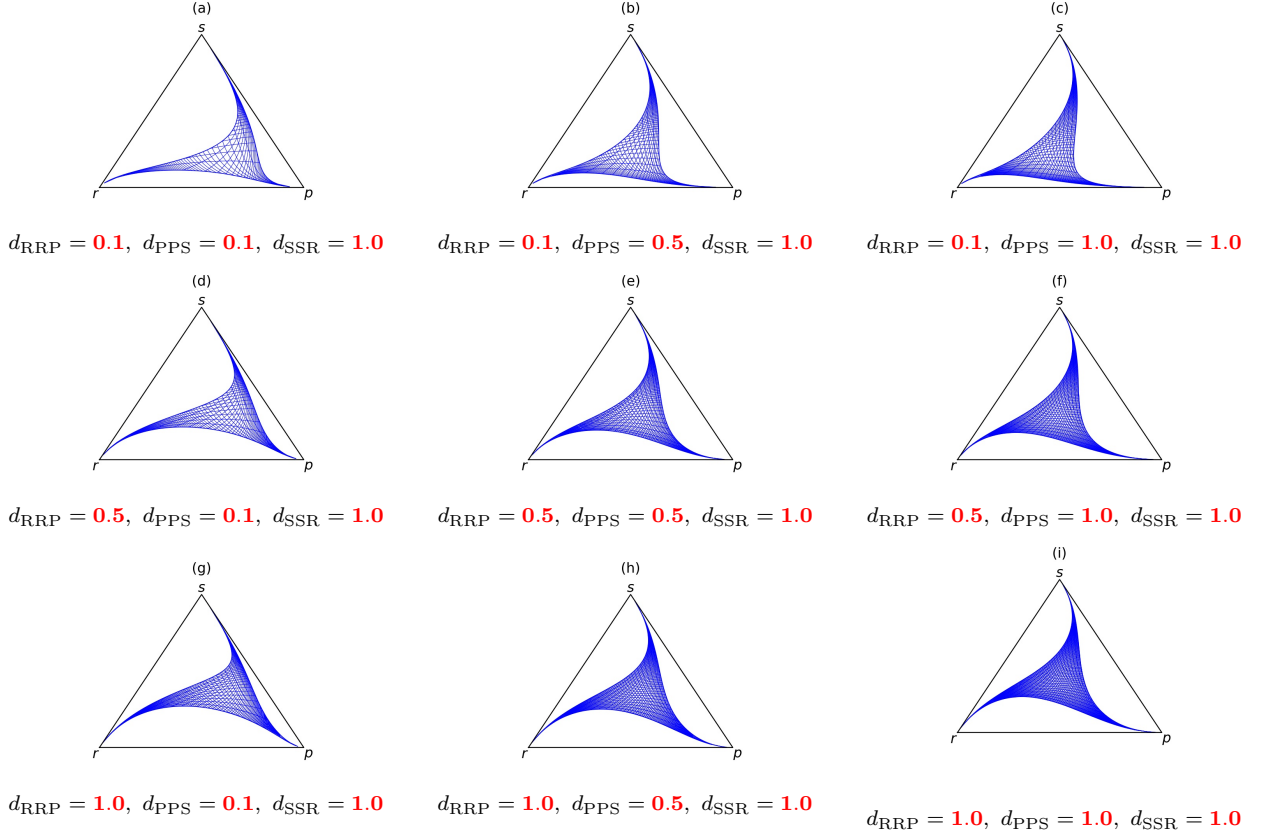 (a) (b) (c)
s s s
r p r p r p
d_RRP = 0.1, d_PPS = 0.1, d_SSR = 1.0 d_RRP = 0.1, d_PPS = 0.5, d_SSR = 1.0 d_RRP = 0.1, d_PPS = 1.0, d_SSR = 1.0
(d) (e) (f)
s s s
r p r p r p
d_RRP = 0.5, d_PPS = 0.1, d_SSR = 1.0 d_RRP = 0.5, d_PPS = 0.5, d_SSR = 1.0 d_RRP = 0.5, d_PPS = 1.0, d_SSR = 1.0
(g) (h) (i)
s s s
r p r p r p
d_RRP = 1.0, d_PPS = 0.1, d_SSR = 1.0 d_RRP = 1.0, d_PPS = 0.5, d_SSR = 1.0 d_RRP = 1.0, d_PPS = 1.0, d_SSR = 1.0